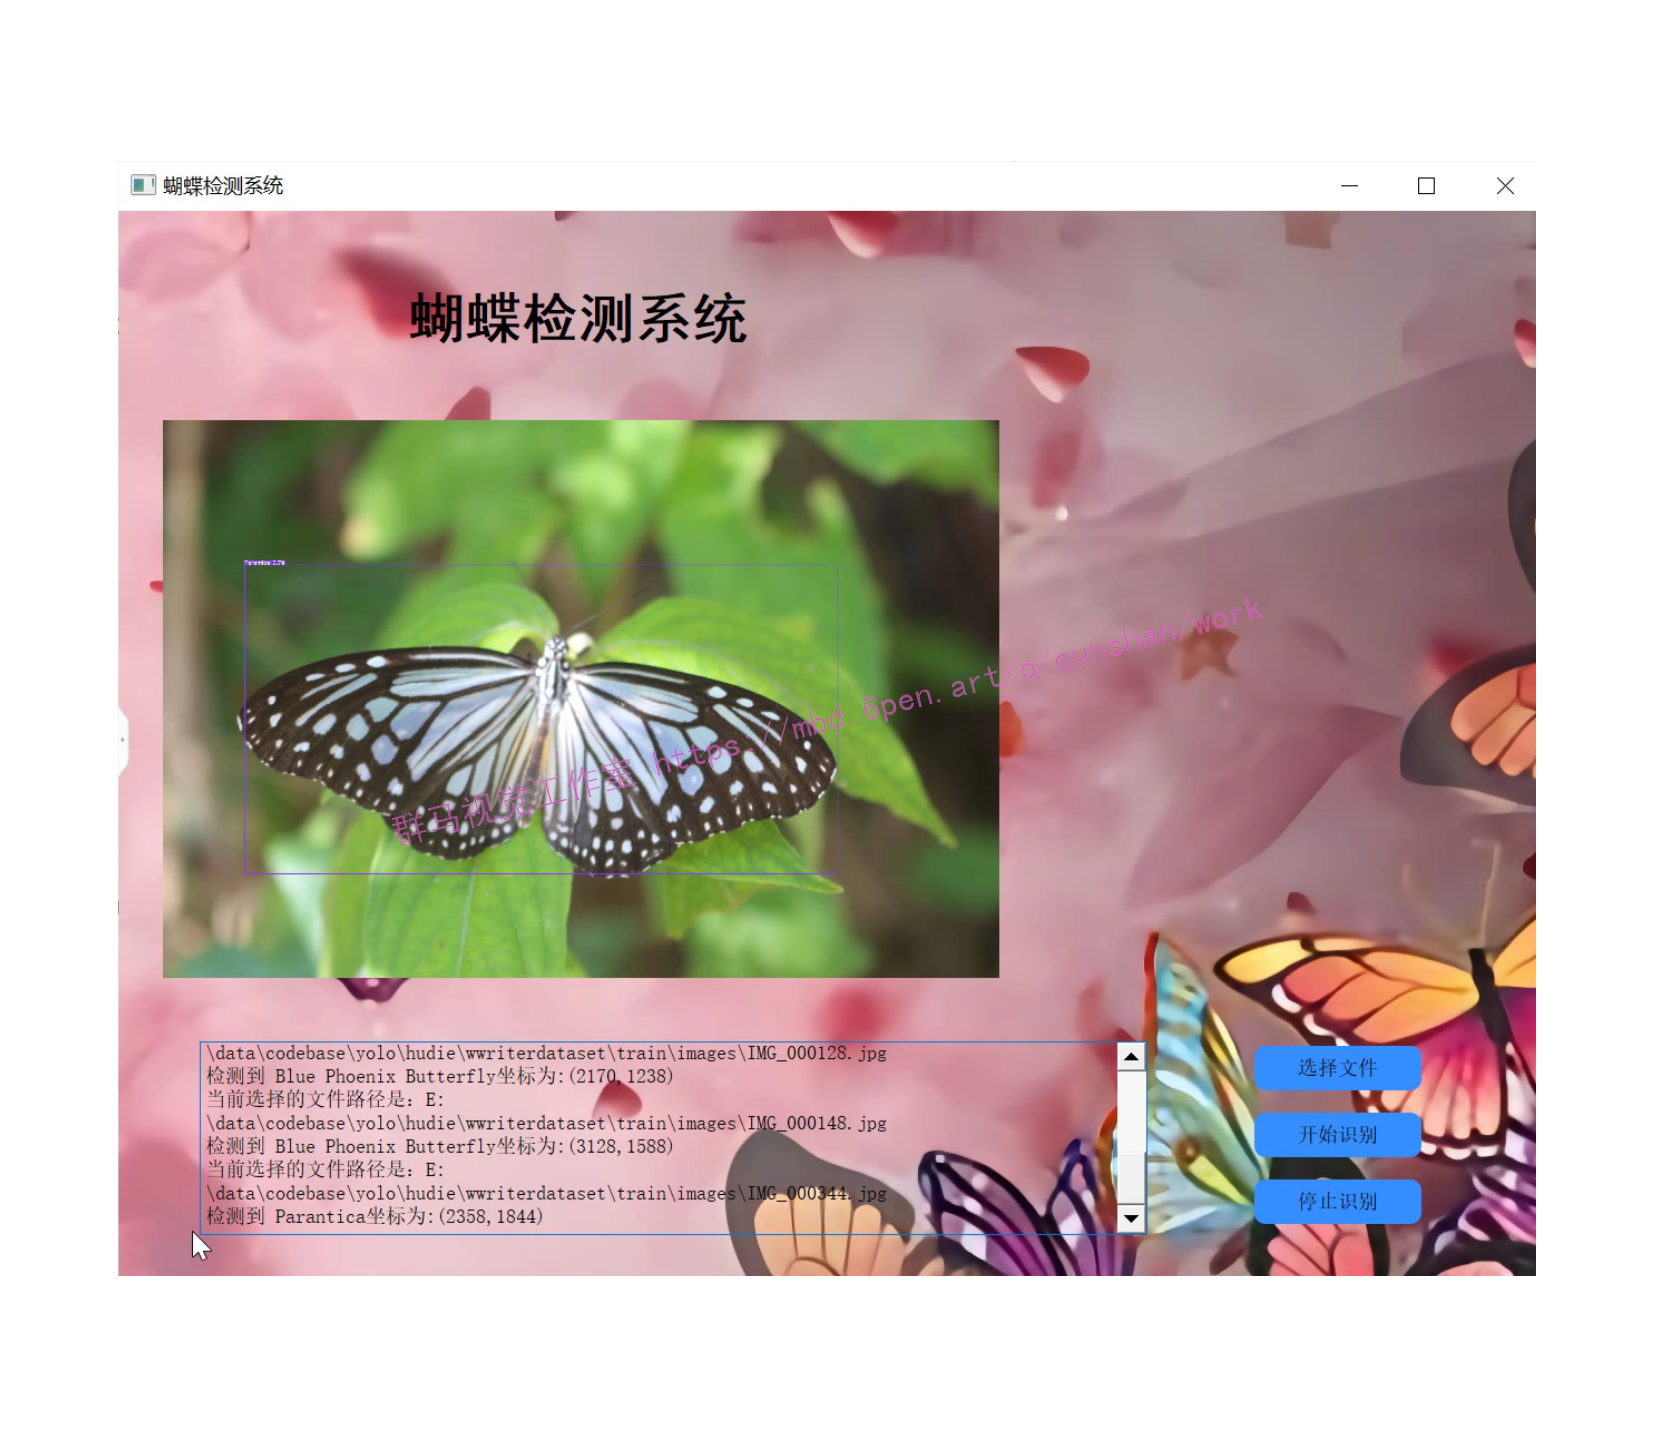 蝴蝶检测系统
蝴蝶检测系统
Parantica 0.79
群马视觉工作室 https://mbd.6pen.art/o/qunshan/work
\data\codebase\yolo\hudie\wwriterdataset\train\images\IMG_000128.jpg
检测到 Blue Phoenix Butterfly坐标为:(2170,1238)
当前选择的文件路径是：E:
\data\codebase\yolo\hudie\wwriterdataset\train\images\IMG_000148.jpg
检测到 Blue Phoenix Butterfly坐标为:(3128,1588)
当前选择的文件路径是：E:
\data\codebase\yolo\hudie\wwriterdataset\train\images\IMG_000344.jpg
检测到 Parantica坐标为:(2358,1844)
选择文件
开始识别
停止识别